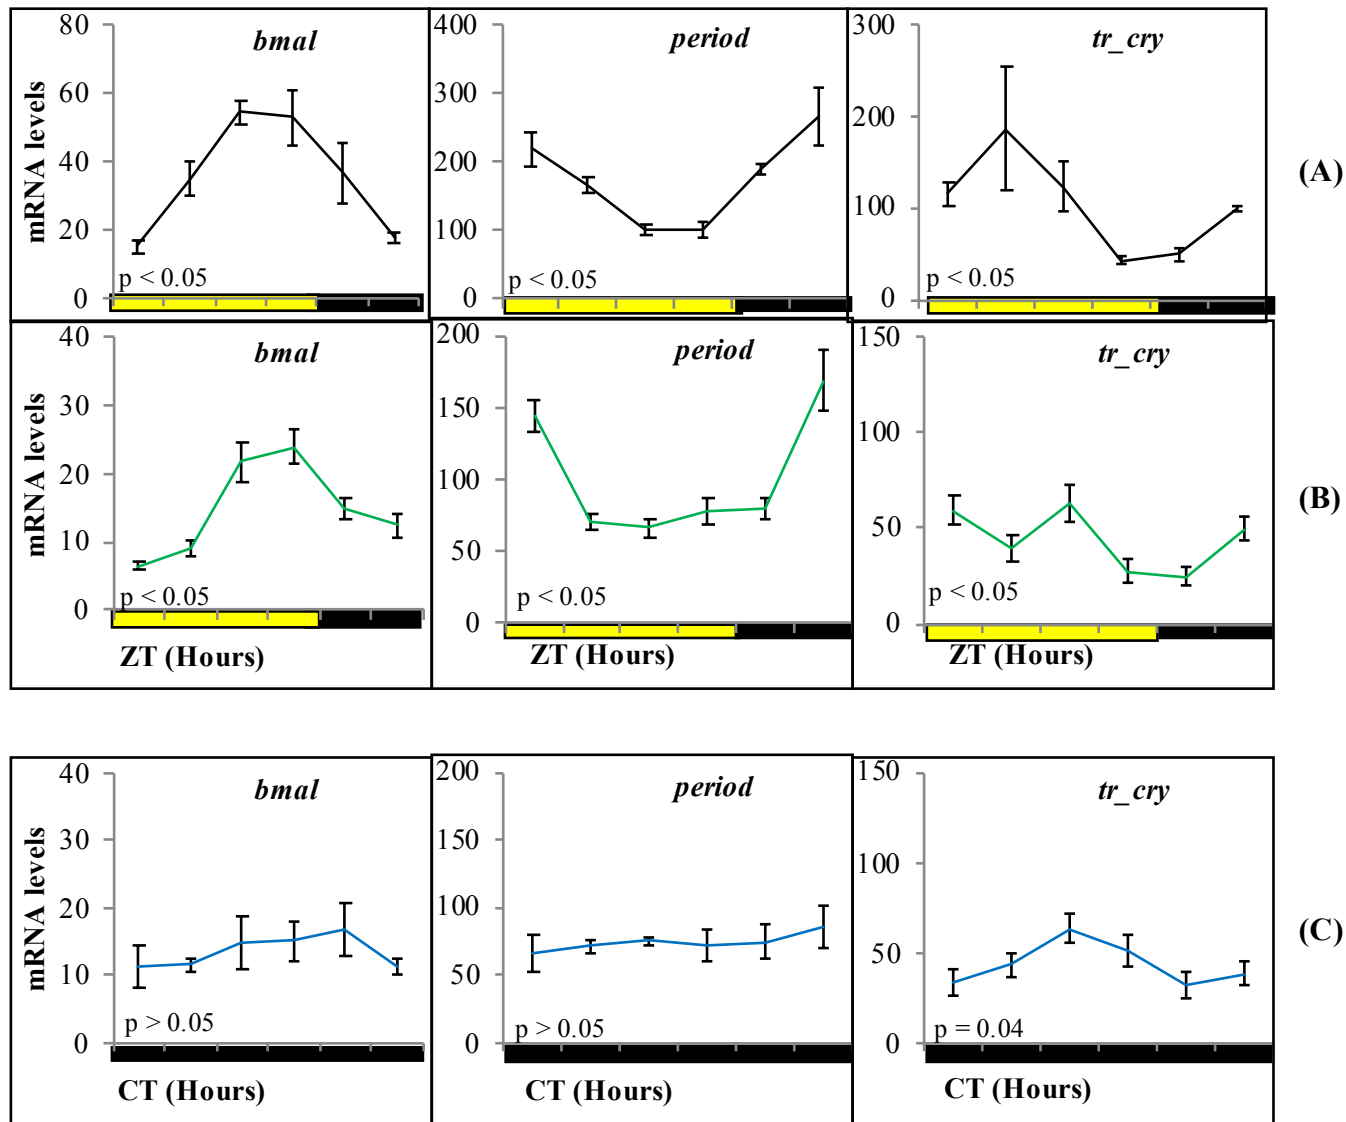 bmal
mRNA levels
80
60
40
20
0
p < 0.05
period
400
300
200
100
0
p < 0.05
tr_cry
300
200
100
0
p < 0.05
(A)
bmal
mRNA levels
40
30
20
10
0
p < 0.05
ZT (Hours)
period
200
150
100
50
0
p < 0.05
ZT (Hours)
tr_cry
150
100
50
0
p < 0.05
ZT (Hours)
(B)
bmal
mRNA levels
40
30
20
10
0
p > 0.05
CT (Hours)
period
200
150
100
50
0
p > 0.05
CT (Hours)
tr_cry
150
100
50
0
p = 0.04
CT (Hours)
(C)